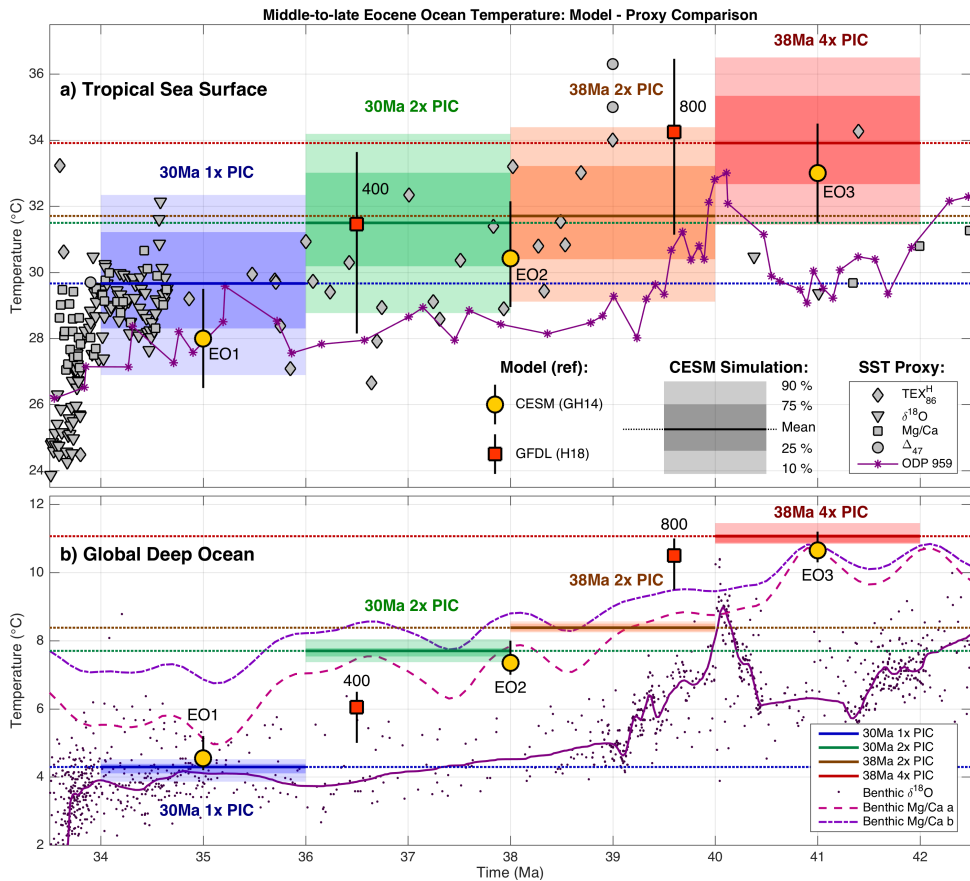 Middle-to-late Eocene Ocean Temperature: Model - Proxy Comparison
a) Tropical Sea Surface
38Ma 4x PIC
38Ma 2x PIC
30Ma 2x PIC
30Ma 1x PIC
800
400
EO3
EO2
EO1
Temperature (°C)
36
34
32
30
28
26
24
Model (ref):
CESM (GH14)
GFDL (H18)
CESM Simulation:
90 %
75 %
Mean
25 %
10 %
SST Proxy:
TEX86H
δ18O
Mg/Ca
Δ47
ODP 959
b) Global Deep Ocean
38Ma 4x PIC
800
38Ma 2x PIC
30Ma 2x PIC
EO3
EO2
400
EO1
30Ma 1x PIC
Temperature (°C)
12
10
8
6
4
2
30Ma 1x PIC
30Ma 2x PIC
38Ma 2x PIC
38Ma 4x PIC
Benthic δ18O
Benthic Mg/Ca a
Benthic Mg/Ca b
34 35 36 37 38 39 40 41 42
Time (Ma)